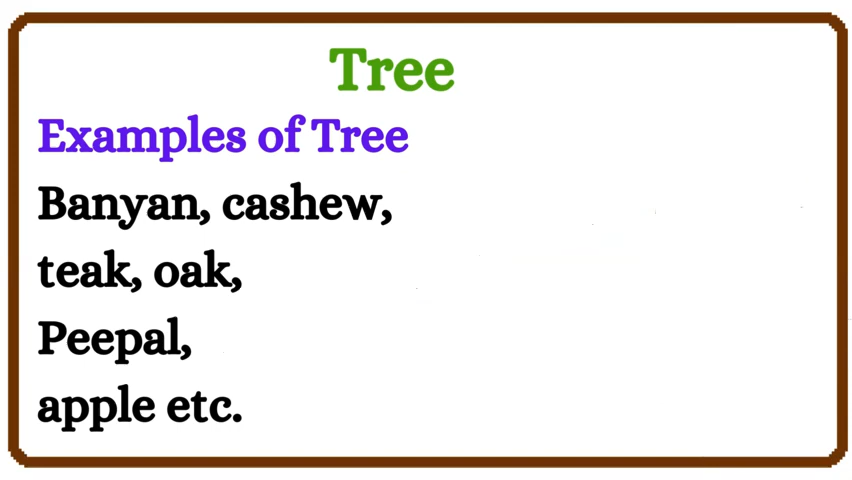 Tree
Examples of Tree
Banyan, cashew,
teak, oak,
Peepal,
apple etc.